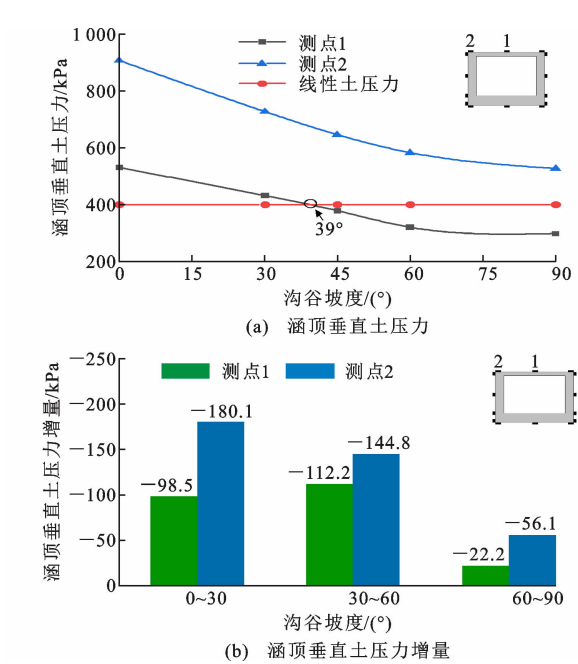 涵顶垂直土压力/kPa
1 000
800
600
400
200
测点1
测点2
线性土压力
2 1
39°
0 15 30 45 60 75 90
沟谷坡度/(°)
(a) 涵顶垂直土压力
涵顶垂直土压力增量/kPa
−250
−200
−150
−100
−50
0
测点1 测点2
2 1
−98.5
−180.1
−112.2
−144.8
−22.2
−56.1
0~30 30~60 60~90
沟谷坡度/(°)
(b) 涵顶垂直土压力增量